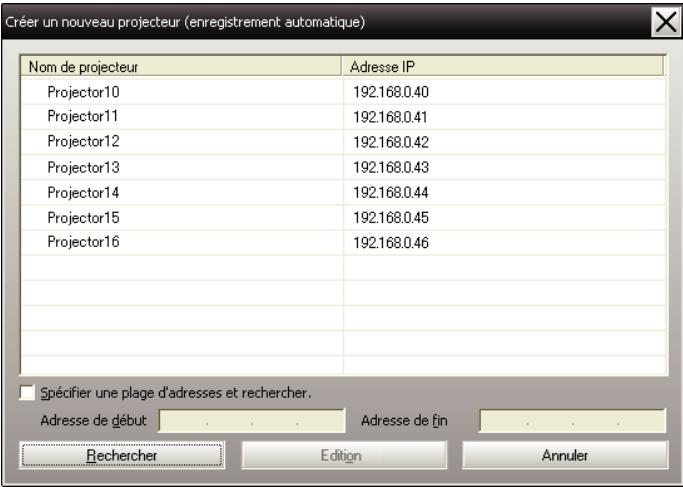 Créer un nouveau projecteur (enregistrement automatique)
Nom de projecteur Adresse IP
Projector10 192.168.0.40
Projector11 192.168.0.41
Projector12 192.168.0.42
Projector13 192.168.0.43
Projector14 192.168.0.44
Projector15 192.168.0.45
Projector16 192.168.0.46
Spécifier une plage d'adresses et rechercher.
Adresse de début . . . Adresse de fin . . .
Rechercher Edition Annuler